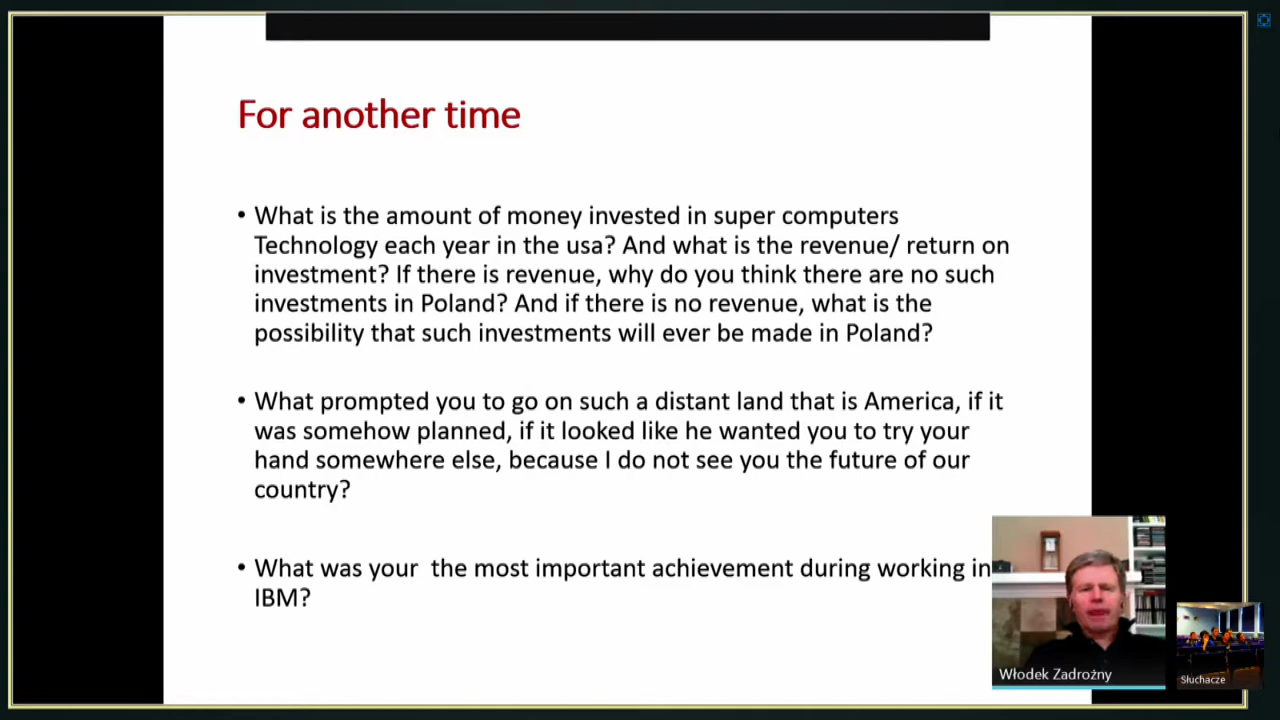 For another time
• What is the amount of money invested in super computers
Technology each year in the usa? And what is the revenue/ return on
investment? If there is revenue, why do you think there are no such
investments in Poland? And if there is no revenue, what is the
possibility that such investments will ever be made in Poland?
• What prompted you to go on such a distant land that is America, if it
was somehow planned, if it looked like he wanted you to try your
hand somewhere else, because I do not see you the future of our
country?
• What was your  the most important achievement during working in
IBM?
Włodek Zadrożny
Słuchacze